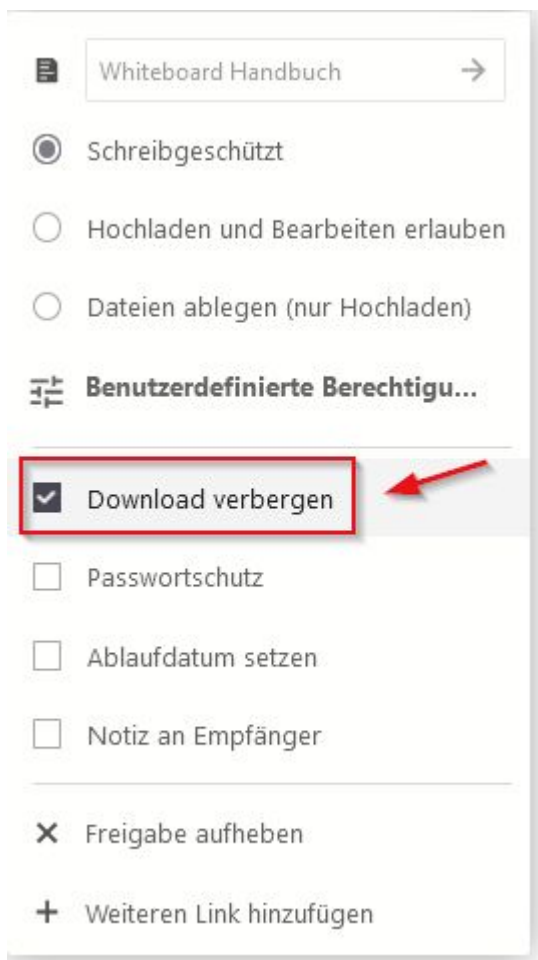 Whiteboard Handbuch
Schreibgeschützt
Hochladen und Bearbeiten erlauben
Dateien ablegen (nur Hochladen)
Benutzerdefinierte Berechtigu...
Download verbergen
Passwortschutz
Ablaufdatum setzen
Notiz an Empfänger
Freigabe aufheben
Weiteren Link hinzufügen